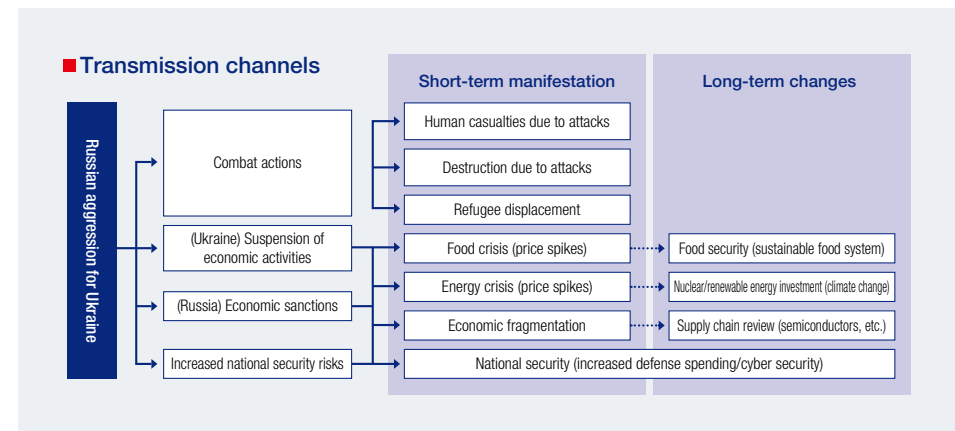 Transmission channels
Short-term manifestation
Long-term changes
Russian aggression for Ukraine
Combat actions
Human casualties due to attacks
Destruction due to attacks
Refugee displacement
(Ukraine) Suspension of
economic activities
Food crisis (price spikes)
Food security (sustainable food system)
(Russia) Economic sanctions
Energy crisis (price spikes)
Nuclear/renewable energy investment (climate change)
Economic fragmentation
Supply chain review (semiconductors, etc.)
Increased national security risks
National security (increased defense spending/cyber security)